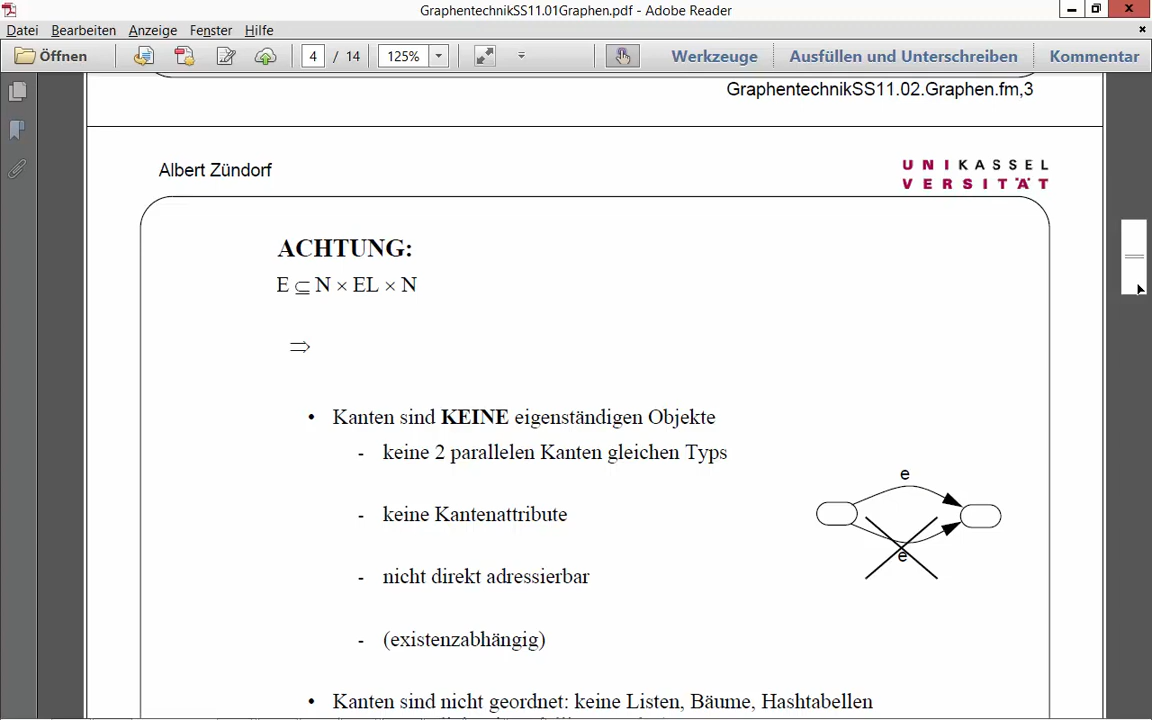 GraphentechnikSS11.01Graphen.pdf - Adobe Reader
Datei Bearbeiten Anzeige Fenster Hilfe
Öffnen 4 / 14 125% Werkzeuge Ausfüllen und Unterschreiben Kommentar
GraphentechnikSS11.02.Graphen.fm,3
Albert Zündorf
UNIKASSEL
VERSITÄT
ACHTUNG:
E ⊆ N × EL × N
⇒
• Kanten sind KEINE eigenständigen Objekte
- keine 2 parallelen Kanten gleichen Typs
e
- keine Kantenattribute
e
- nicht direkt adressierbar
- (existenzabhängig)
• Kanten sind nicht geordnet: keine Listen, Bäume, Hashtabellen